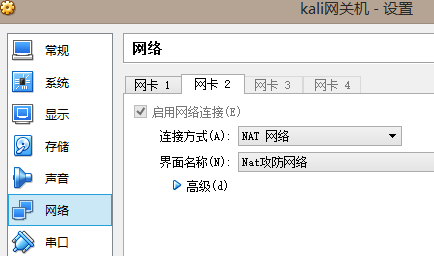 kali网关机 - 设置
常规
系统
显示
存储
声音
网络
串口
网络
网卡 1 网卡 2 网卡 3 网卡 4
启用网络连接(E)
连接方式(A): NAT 网络
界面名称(N): Nat攻防网络
高级(d)